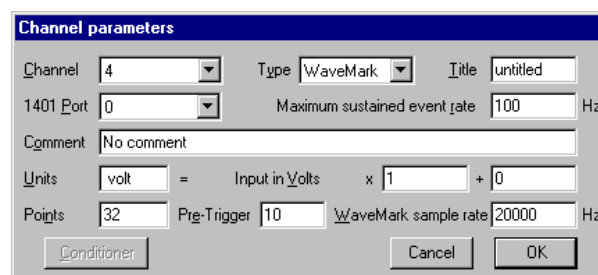 Channel parameters
Channel 4 Type WaveMark Title untitled
1401 Port 0 Maximum sustained event rate 100 Hz
Comment No comment
Units volt = Input in Volts x 1 + 0
Points 32 Pre-Trigger 10 WaveMark sample rate 20000 Hz
Conditioner Cancel OK